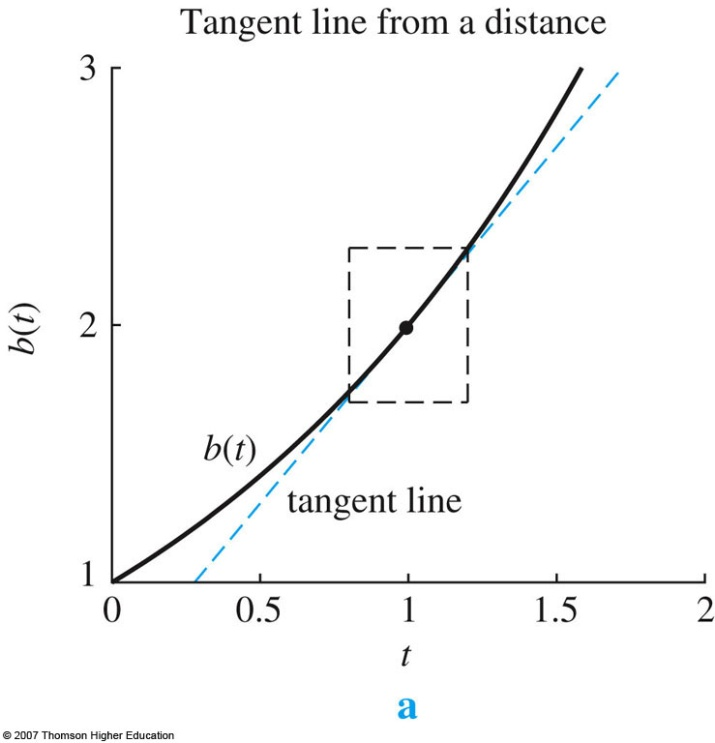 Tangent line from a distance
3
2
1
b(t)
b(t)
tangent line
0 0.5 1 1.5 2
t
a
© 2007 Thomson Higher Education